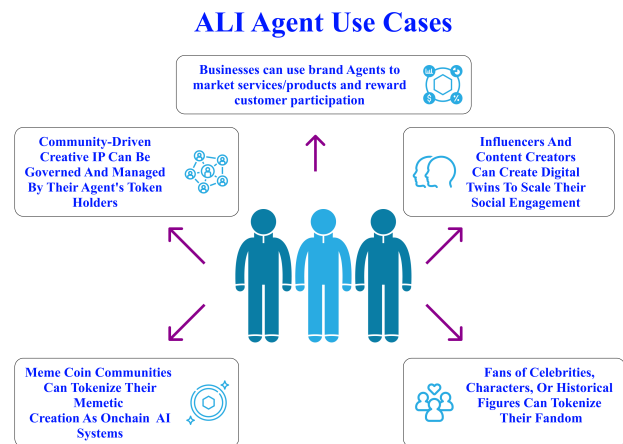 ALI Agent Use Cases
Businesses can use brand Agents to
market services/products and reward
customer participation
Community-Driven
Creative IP Can Be
Governed And Managed
By Their Agent's Token
Holders
Influencers And
Content Creators
Can Create Digital
Twins To Scale Their
Social Engagement
Meme Coin Communities
Can Tokenize Their
Memetic
Creation As Onchain AI
Systems
Fans of Celebrities,
Characters, Or Historical
Figures Can Tokenize
Their Fandom
$
%